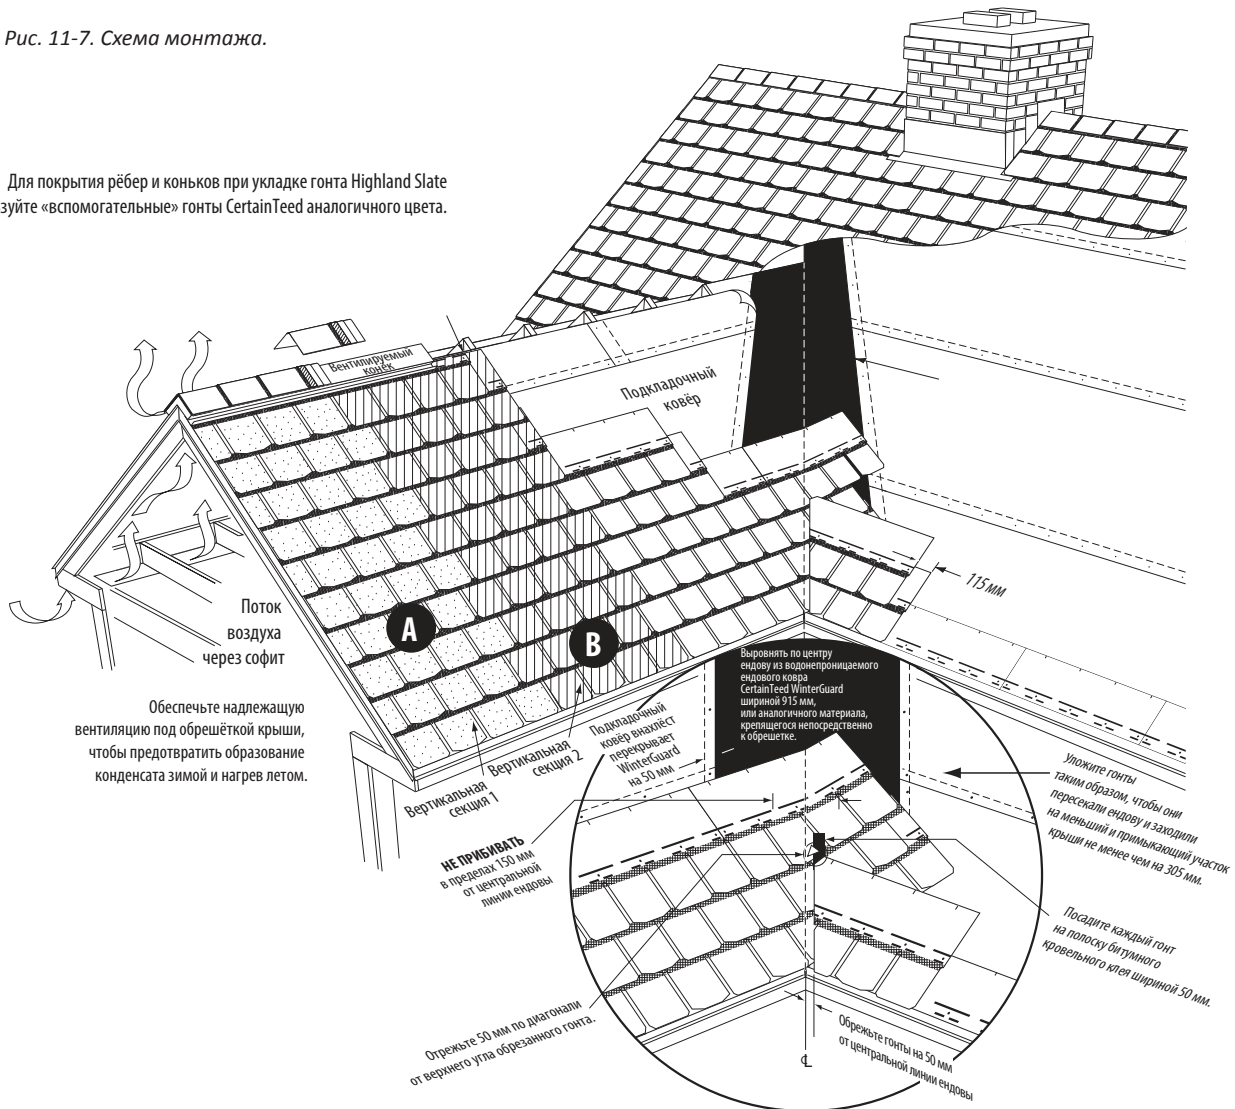 Рис. 11-7. Схема монтажа.
Для покрытия рёбер и коньков при укладке гонта Highland Slate
зуйте «вспомогательные» гонты CertainTeed аналогичного цвета.
Вентилируемый
конёк
Подкладочный
ковёр
115 мм
A
B
Поток
воздуха
через софит
Обеспечьте надлежащую
вентиляцию под обрешёткой крыши,
чтобы предотвратить образование
конденсата зимой и нагрев летом.
Вертикальная
секция 1
Вертикальная
секция 2
Подкладочный
ковёр внахлёст
перекрывает
WinterGuard
на 50 мм
Выровнять по центру
ендову из водонепроницаемого
ендового ковра
CertainTeed WinterGuard
шириной 915 мм,
или аналогичного материала,
крепящегося непосредственно
к обрешетке.
НЕ ПРИБИВАТЬ
в пределах 150 мм
от центральной
линии ендовы
Уложите гонты
таким образом, чтобы они
пересекали ендову и заходили
на меньший и примыкающий участок
крыши не менее чем на 305 мм.
Посадите каждый гонт
на полоску битумного
кровельного клея шириной 50 мм.
Отрежьте 50 мм по диагонали
от верхнего угла обрезанного гонта.
Обрежьте гонты на 50 мм
от центральной линии ендовы
℄